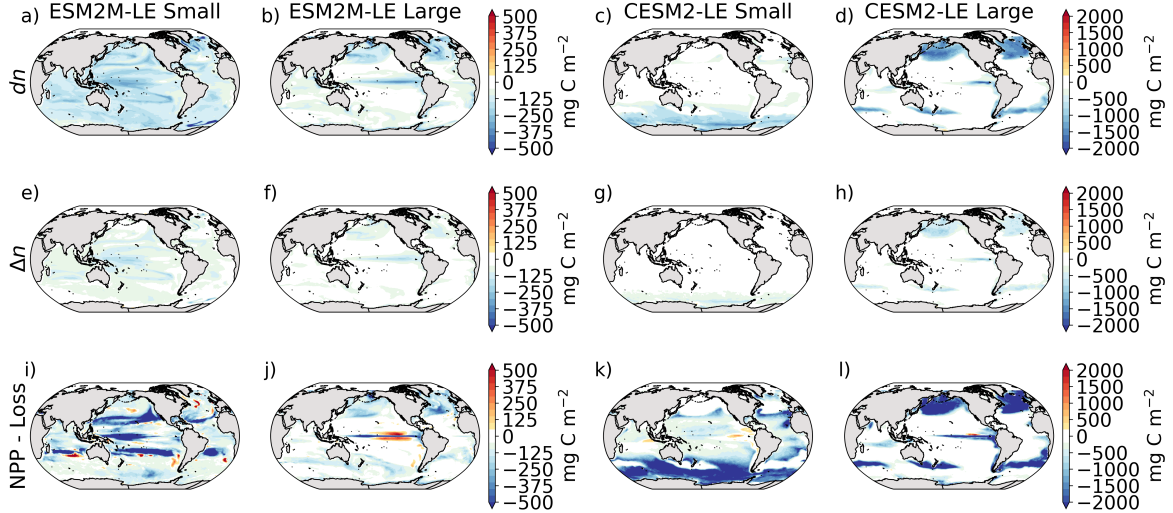 ESM2M-LE Small
ESM2M-LE Large
CESM2-LE Small
CESM2-LE Large
a)
b)
c)
d)
dn
500
375
250
125
0
−125
−250
−375
−500
mg C m−2
2000
1500
1000
500
0
−500
−1000
−1500
−2000
mg C m−2
e)
f)
g)
h)
Δn
500
375
250
125
0
−125
−250
−375
−500
mg C m−2
2000
1500
1000
500
0
−500
−1000
−1500
−2000
mg C m−2
i)
j)
k)
l)
NPP - Loss
500
375
250
125
0
−125
−250
−375
−500
mg C m−2
2000
1500
1000
500
0
−500
−1000
−1500
−2000
mg C m−2